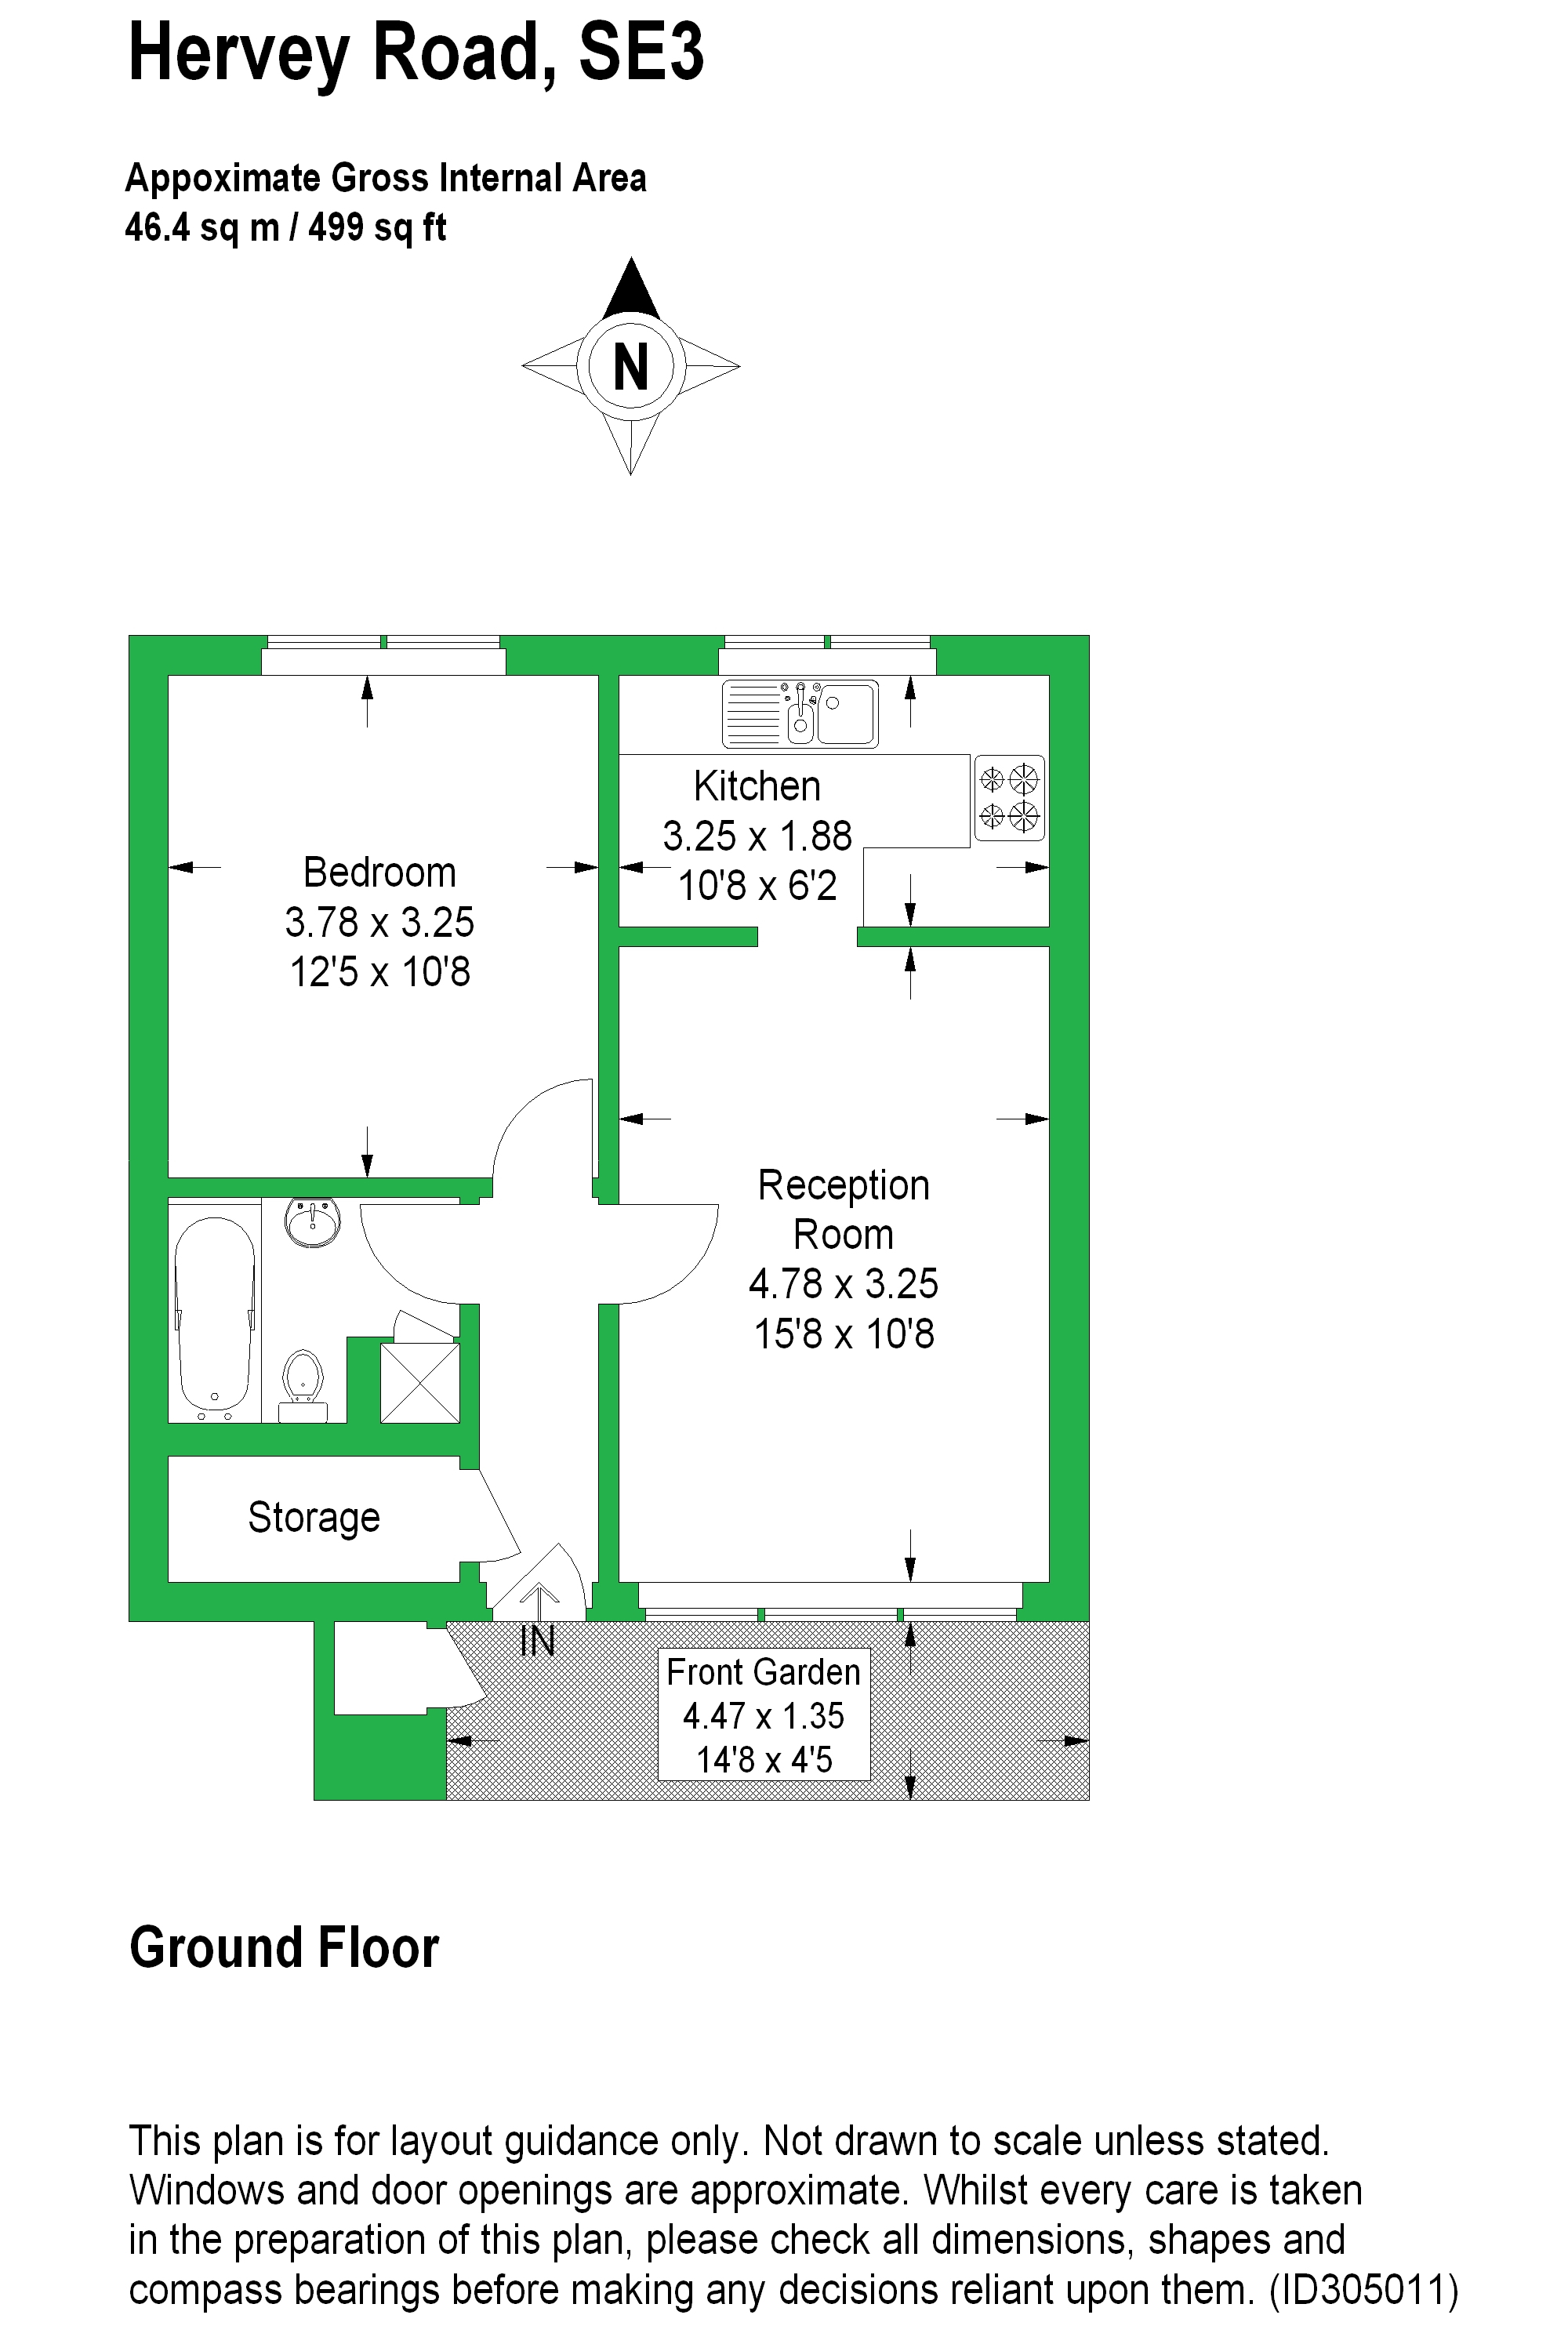 Hervey Road, SE3
Appoximate Gross Internal Area
46.4 sq m / 499 sq ft
N
Kitchen
3.25 x 1.88
10'8 x 6'2
Bedroom
3.78 x 3.25
12'5 x 10'8
Reception
Room
4.78 x 3.25
15'8 x 10'8
Storage
IN
Front Garden
4.47 x 1.35
14'8 x 4'5
Ground Floor
This plan is for layout guidance only. Not drawn to scale unless stated.
Windows and door openings are approximate. Whilst every care is taken
in the preparation of this plan, please check all dimensions, shapes and
compass bearings before making any decisions reliant upon them. (ID305011)